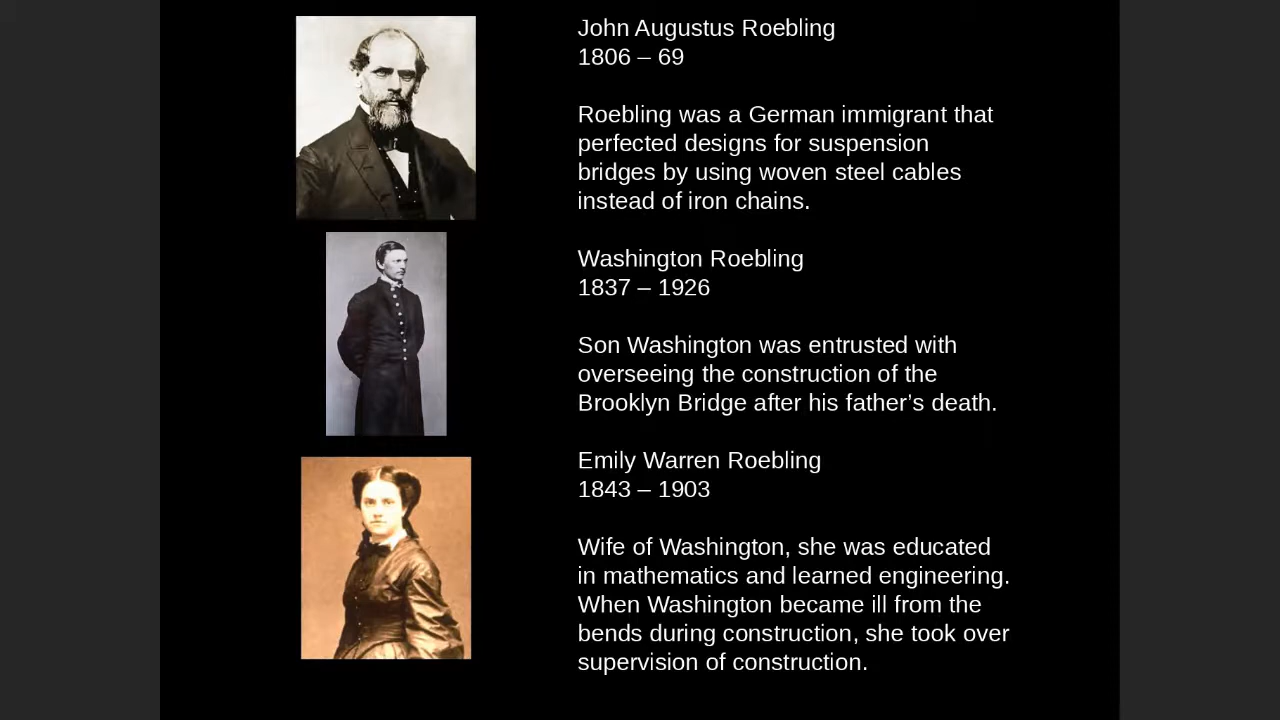 John Augustus Roebling
1806 – 69
Roebling was a German immigrant that
perfected designs for suspension
bridges by using woven steel cables
instead of iron chains.
Washington Roebling
1837 – 1926
Son Washington was entrusted with
overseeing the construction of the
Brooklyn Bridge after his father’s death.
Emily Warren Roebling
1843 – 1903
Wife of Washington, she was educated
in mathematics and learned engineering.
When Washington became ill from the
bends during construction, she took over
supervision of construction.